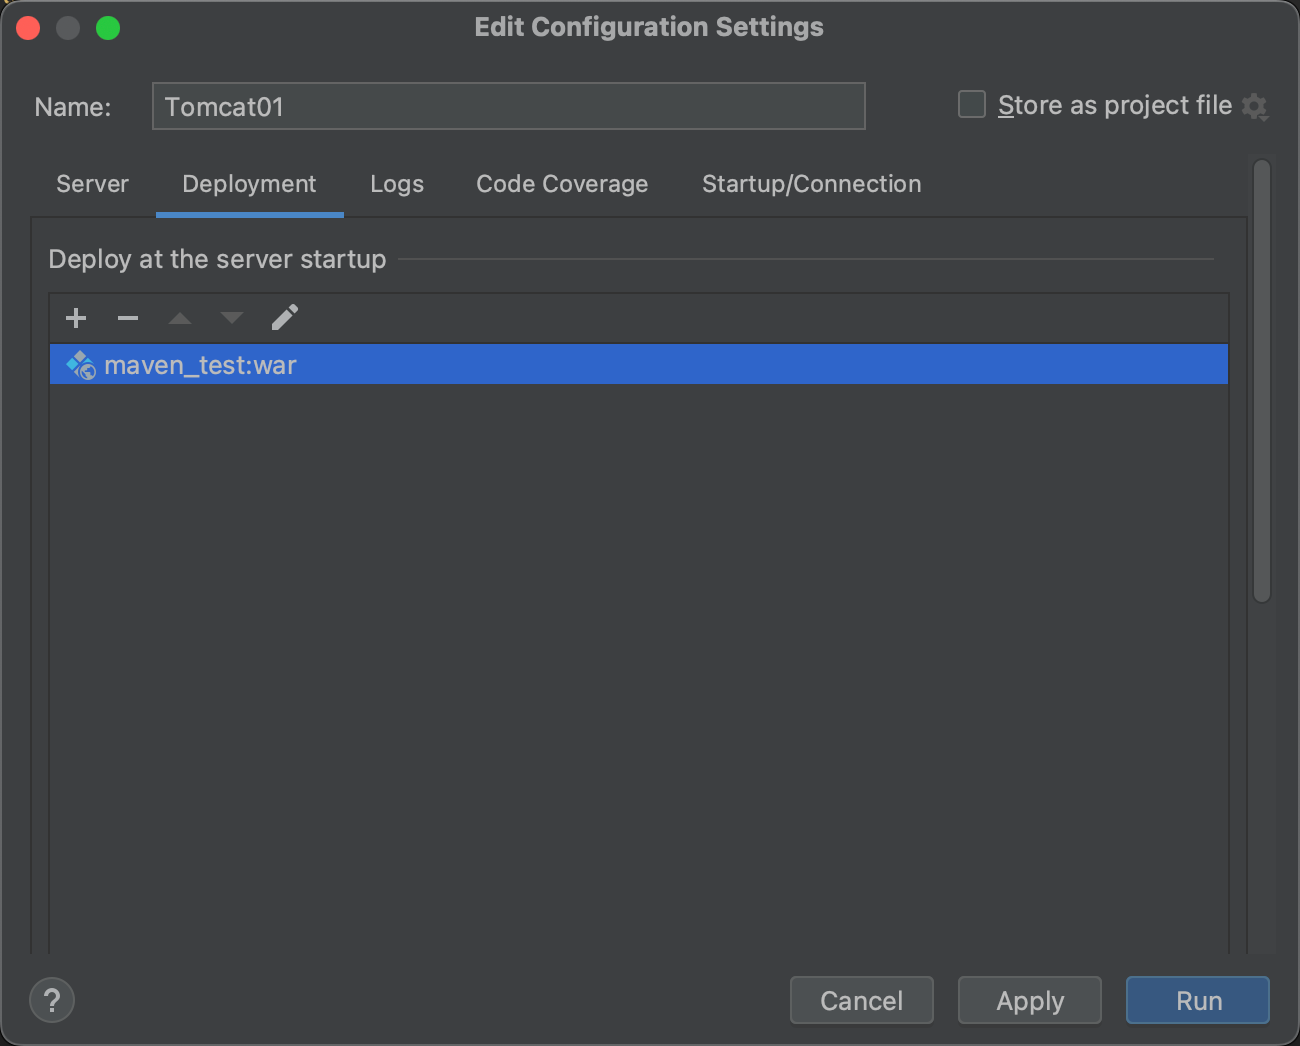 Edit Configuration Settings
Name: Tomcat01 Store as project file
Server Deployment Logs Code Coverage Startup/Connection
Deploy at the server startup
maven_test:war
? Cancel Apply Run